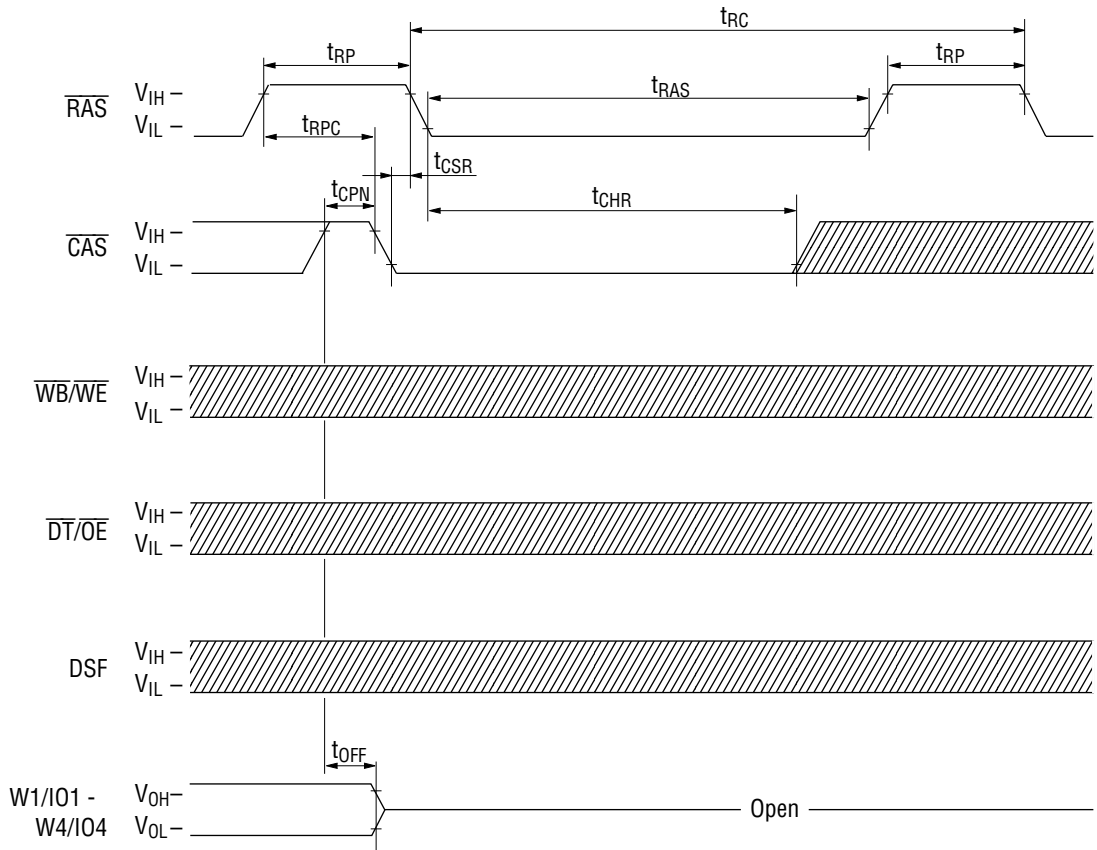 tRC
tRP
tRP
RAS
VIH
VIL
tRAS
tRPC
tCSR
tCPN
tCHR
CAS
VIH
VIL
WB/WE
VIH
VIL
DT/OE
VIH
VIL
DSF
VIH
VIL
tOFF
W1/IO1 -
W4/IO4
VOH
VOL
Open